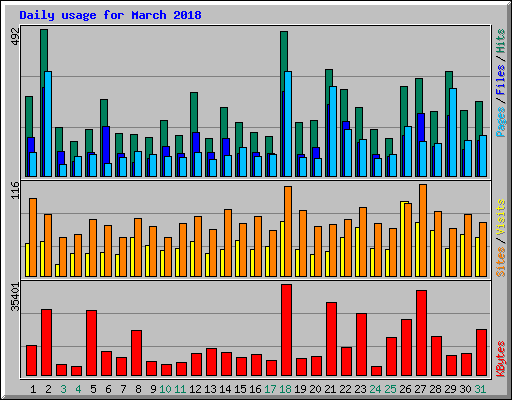 Daily usage for March 2018
492
Pages / Files / Hits
116
Sites / Visits
35401
KBytes
1 2 3 4 5 6 7 8 9 10 11 12 13 14 15 16 17 18 19 20 21 22 23 24 25 26 27 28 29 30 31